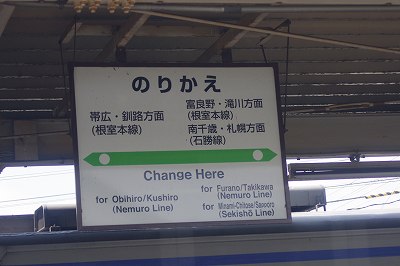 のりかえ
帯広・釧路方面
(根室本線)
富良野・滝川方面
(根室本線)
南千歳・札幌方面
(石勝線)
Change Here
for Obihiro/Kushiro
(Nemuro Line)
for Furano/Takikawa
(Nemuro Line)
for Minami-Chitose/Sapporo
(Sekishō Line)